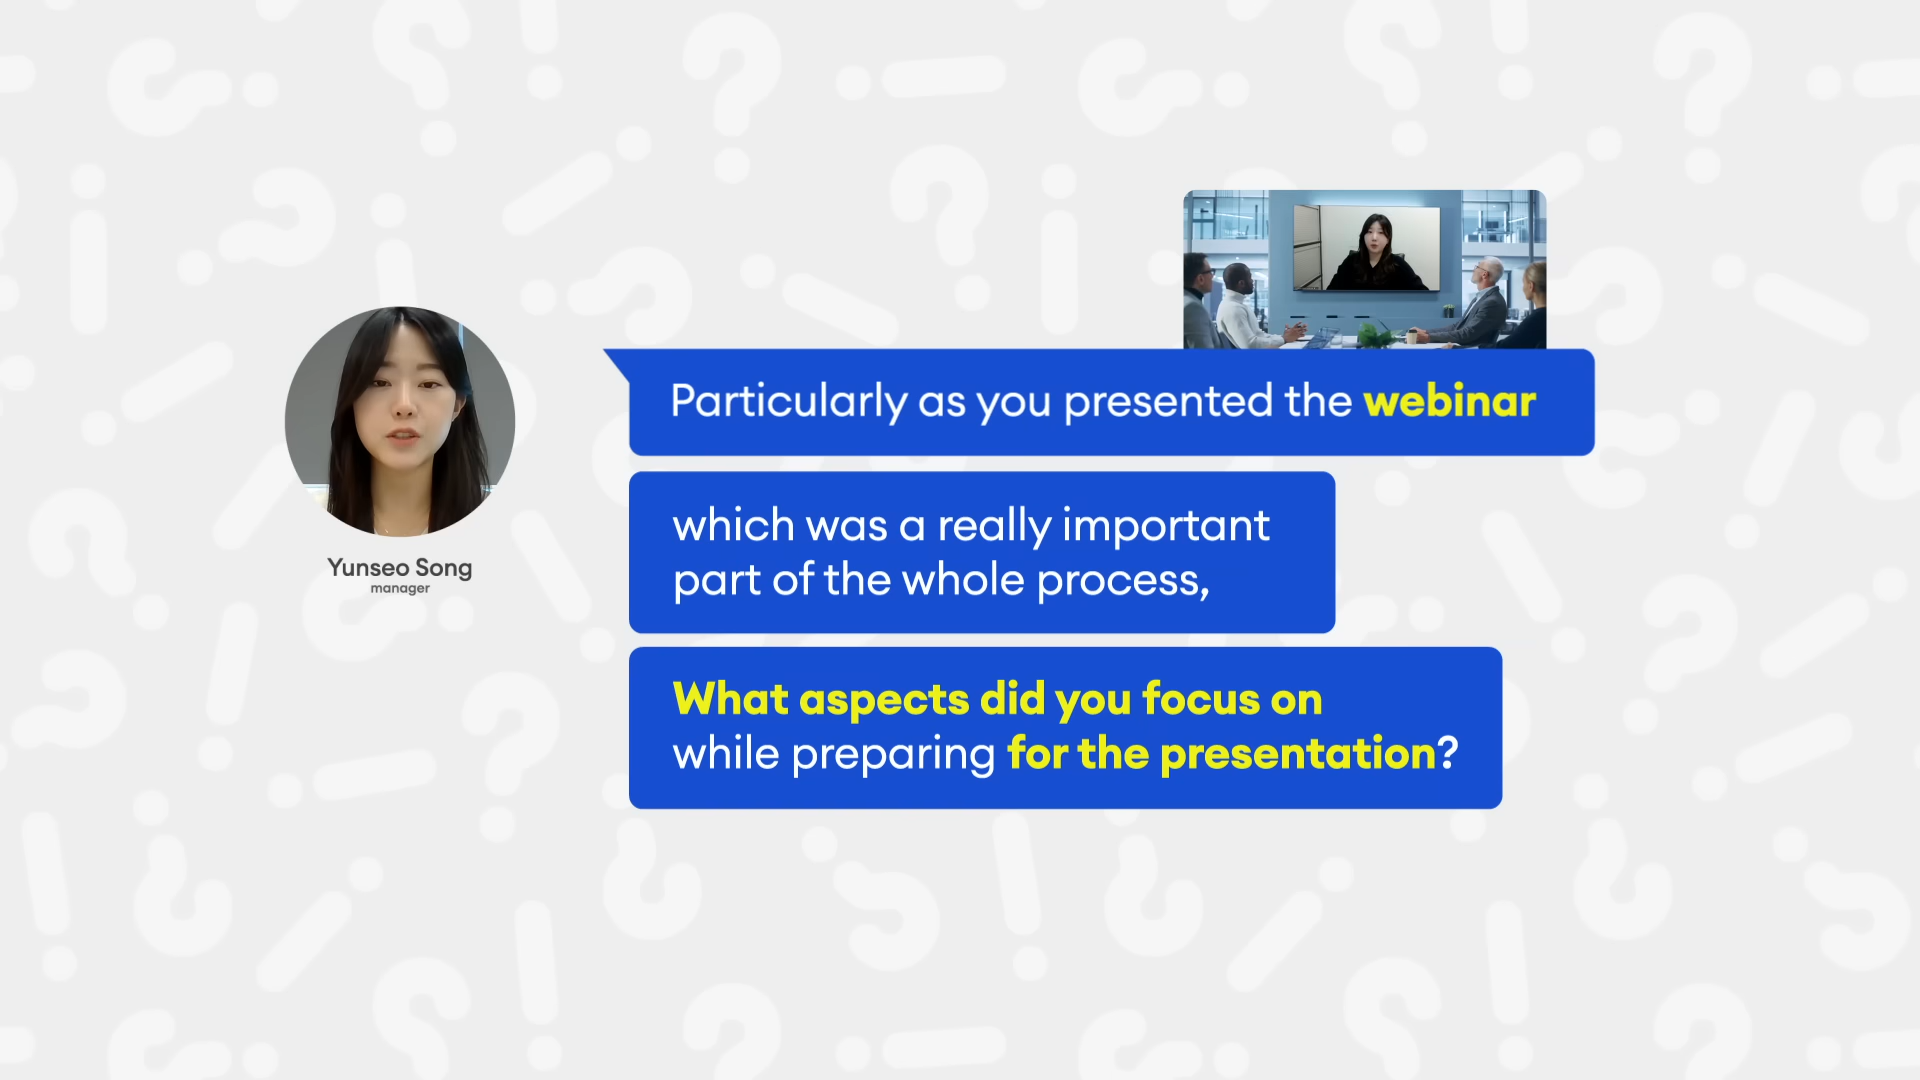 Particularly as you presented the webinar
which was a really important
part of the whole process,
What aspects did you focus on
while preparing for the presentation?
Yunseo Song
manager